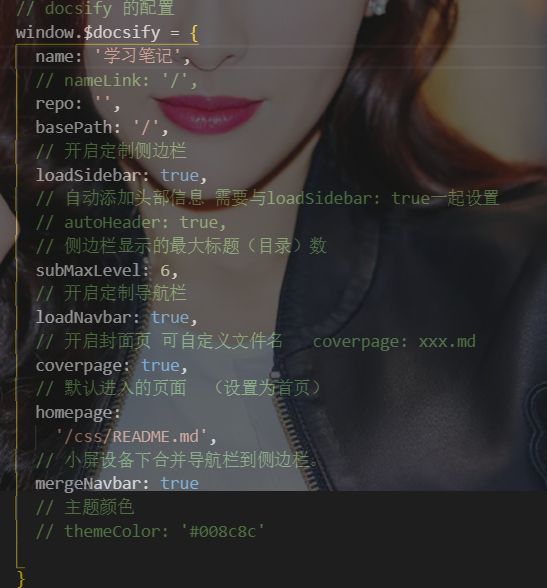 // docsify 的配置
window.$docsify = {
  name: '学习笔记',
  // nameLink: '/',
  repo: '',
  basePath: '/',
  // 开启定制侧边栏
  loadSidebar: true,
  // 自动添加头部信息 需要与loadSidebar: true一起设置
  // autoHeader: true,
  // 侧边栏显示的最大标题（目录）数
  subMaxLevel: 6,
  // 开启定制导航栏
  loadNavbar: true,
  // 开启封面页 可自定义文件名   coverpage: xxx.md
  coverpage: true,
  // 默认进入的页面  （设置为首页）
  homepage:
    '/css/README.md',
  // 小屏设备下合并导航栏到侧边栏。
  mergeNavbar: true
  // 主题颜色
  // themeColor: '#008c8c'
}